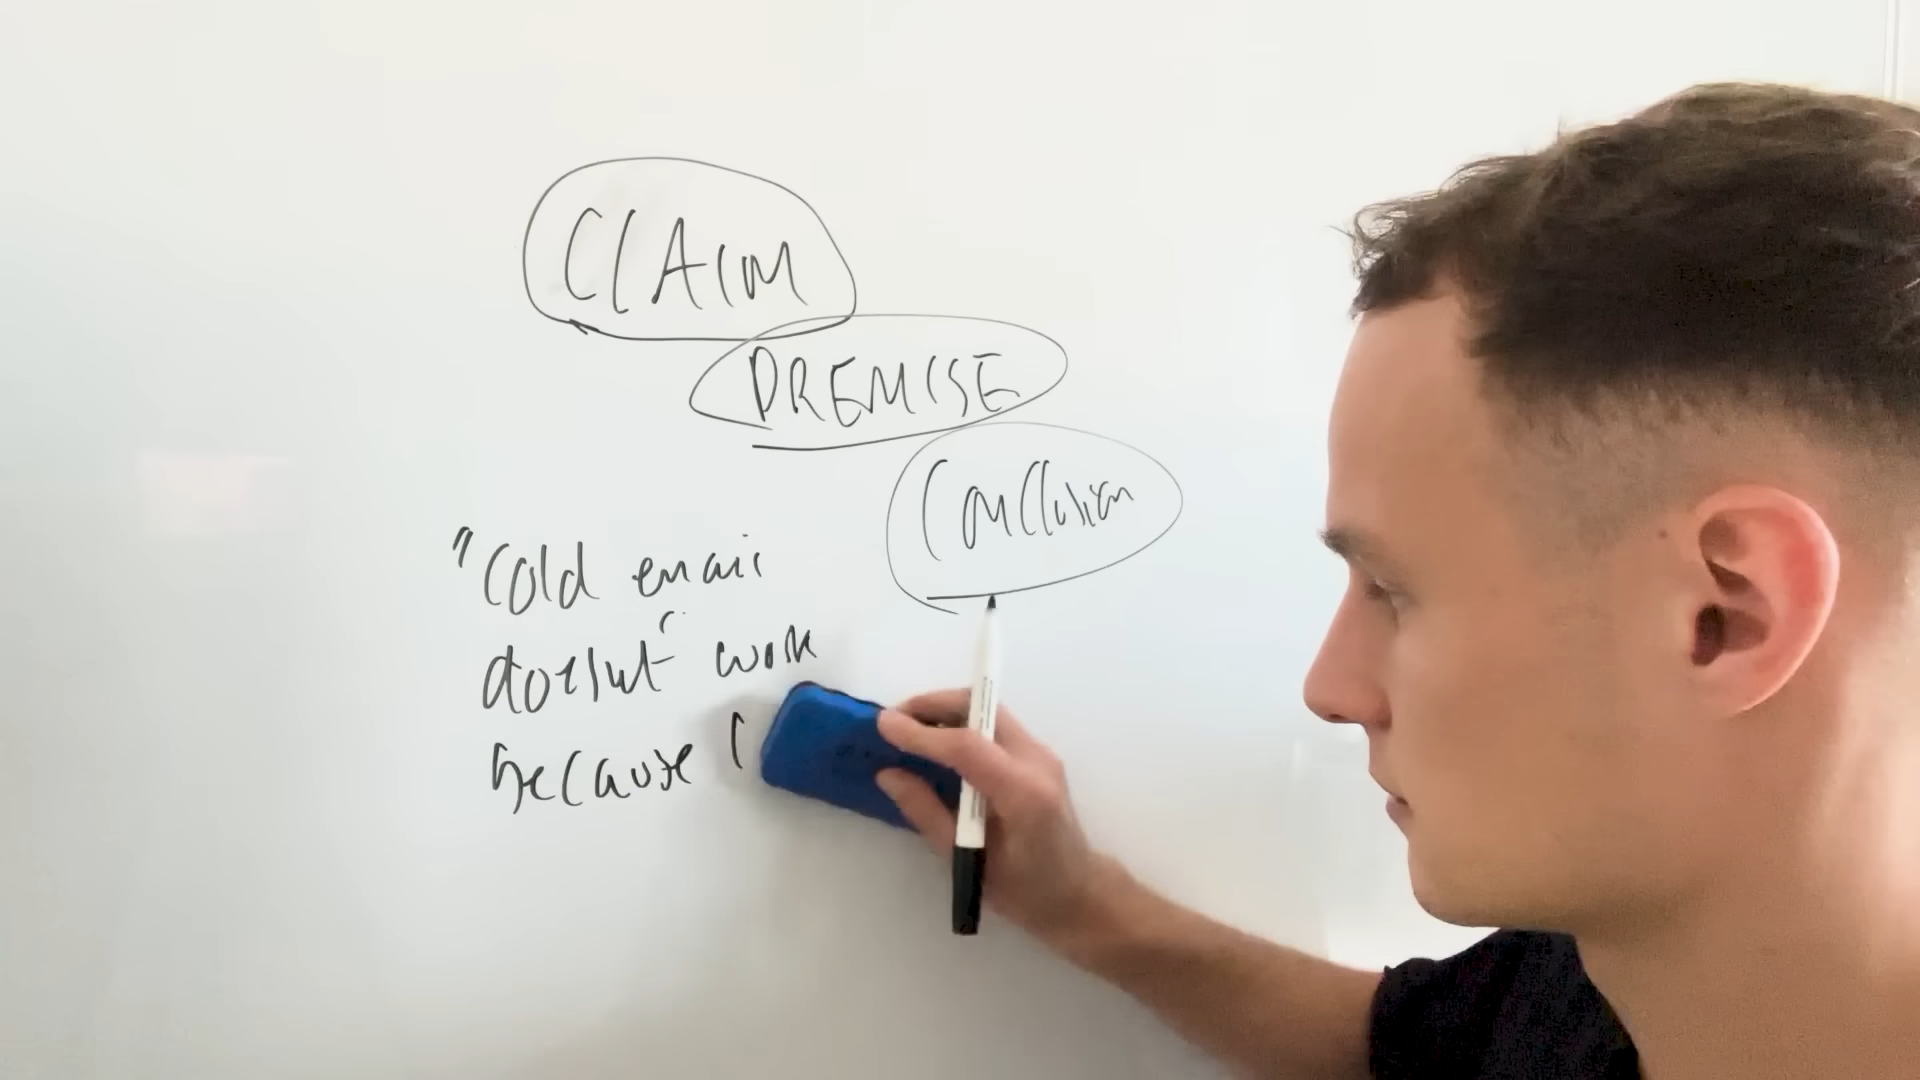 CLAIM
PREMISE
Conclusion
"Cold email
doesn't work
because I